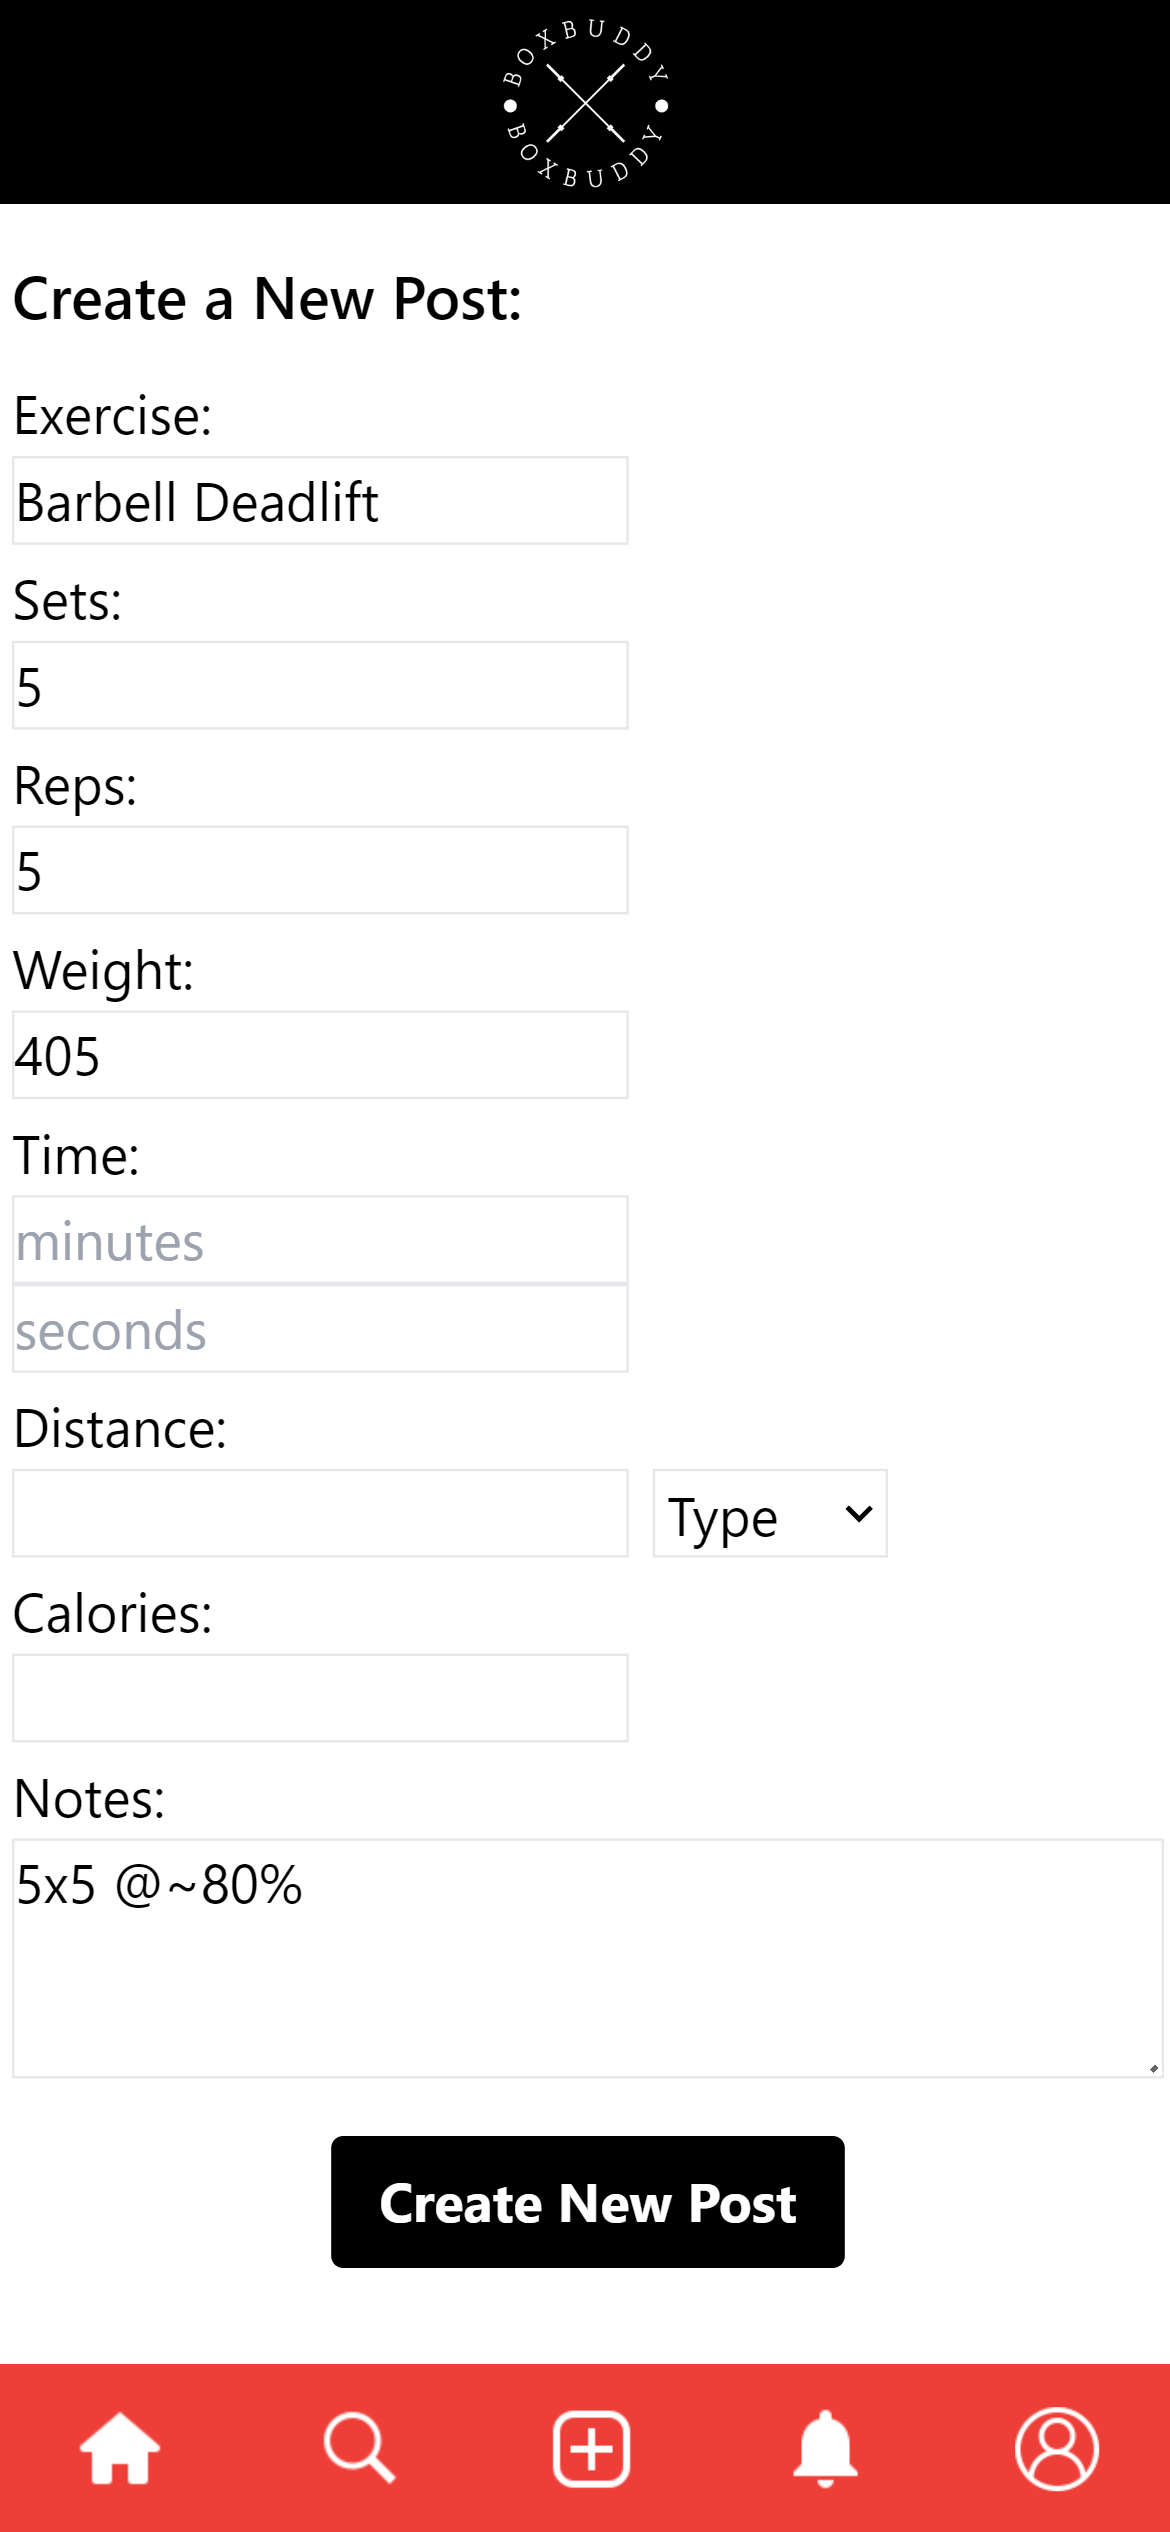 BOXBUDDY
BOXBUDDY
Create a New Post:
Exercise:
Barbell Deadlift
Sets:
5
Reps:
5
Weight:
405
Time:
minutes
seconds
Distance:
Type
Calories:
Notes:
5x5 @~80%
Create New Post